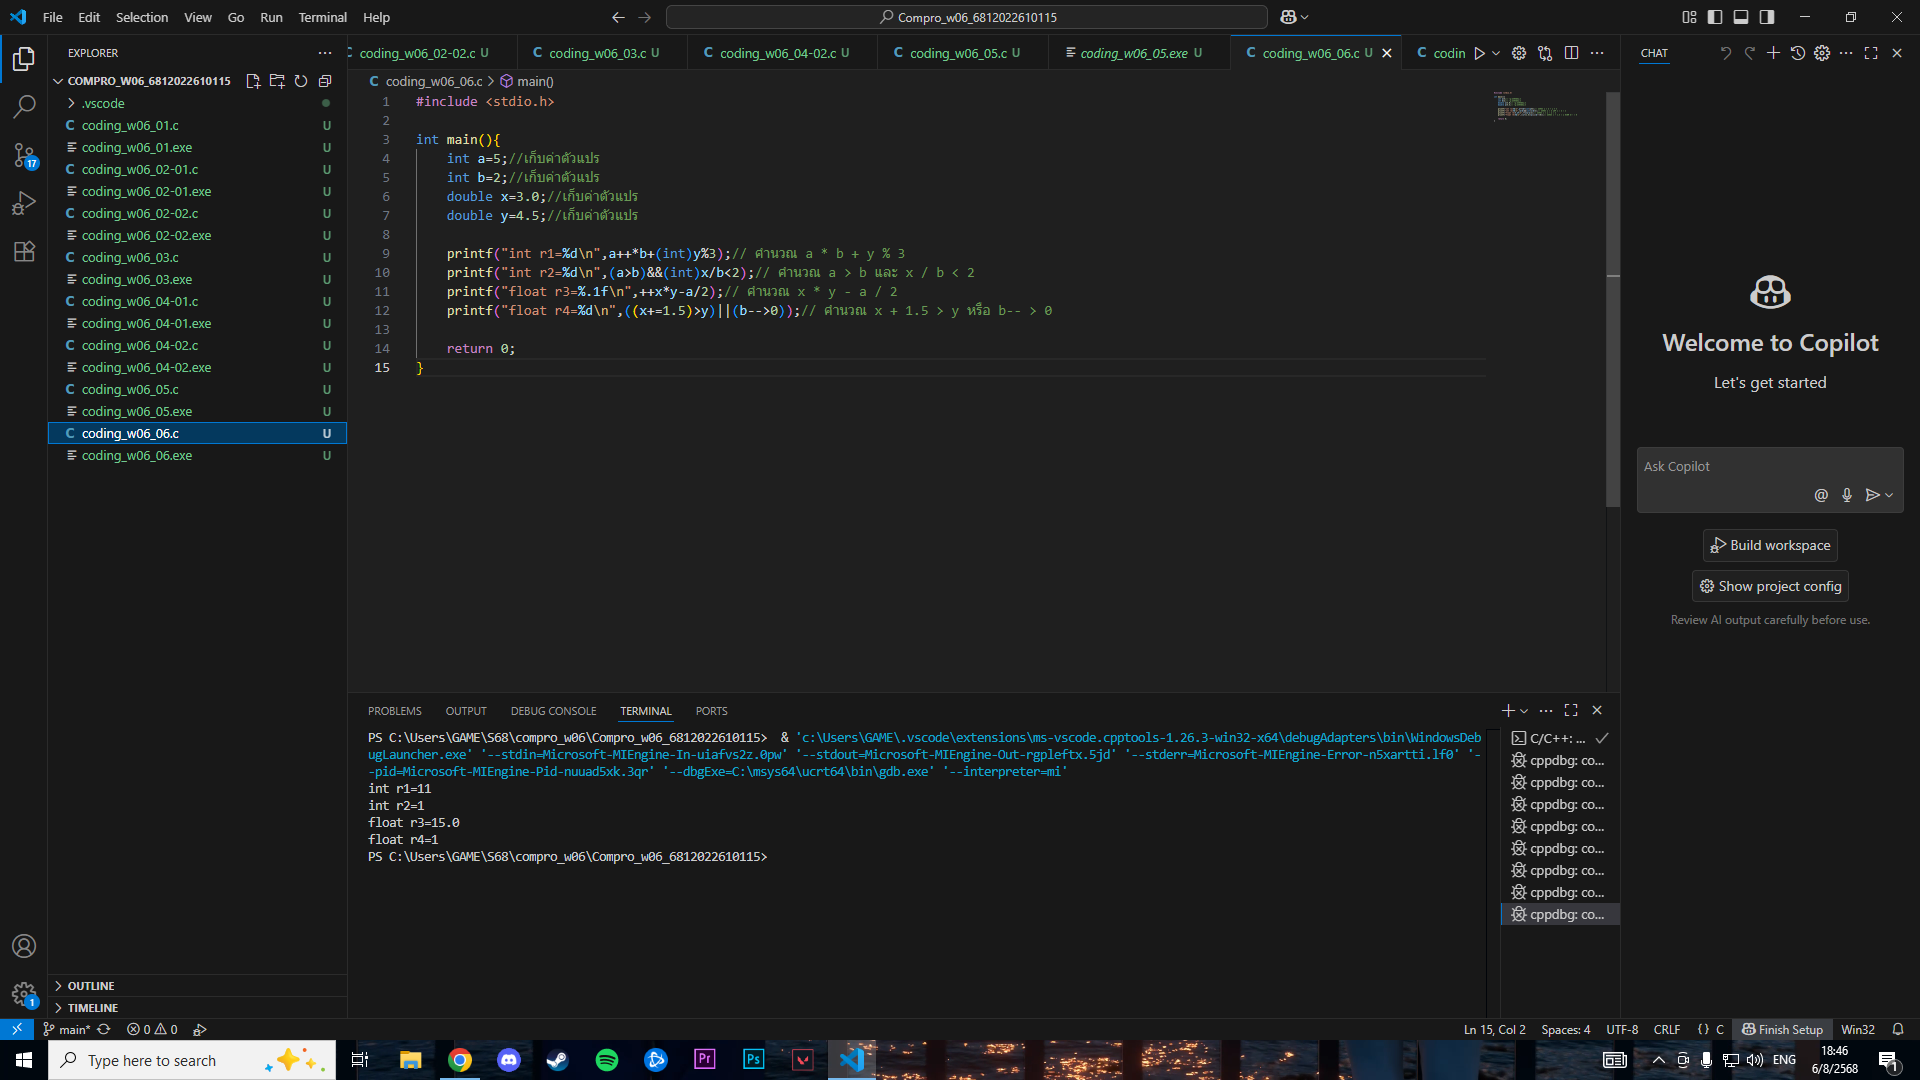 File Edit Selection View Go Run Terminal Help
Compro_w06_6812022610115
EXPLORER
COMPRO_W06_6812022610115
.vscode
coding_w06_01.c U
coding_w06_01.exe U
coding_w06_02-01.c U
coding_w06_02-01.exe U
coding_w06_02-02.c U
coding_w06_02-02.exe U
coding_w06_03.c U
coding_w06_03.exe U
coding_w06_04-01.c U
coding_w06_04-01.exe U
coding_w06_04-02.c U
coding_w06_04-02.exe U
coding_w06_05.c U
coding_w06_05.exe U
coding_w06_06.c U
coding_w06_06.exe U
OUTLINE
TIMELINE
coding_w06_02-02.c U C coding_w06_03.c U C coding_w06_04-02.c U C coding_w06_05.c U coding_w06_05.exe U C coding_w06_06.c U C codin
C coding_w06_06.c > main()
1 #include <stdio.h>
2
3 int main(){
4 int a=5;//เก็บค่าตัวแปร
5 int b=2;//เก็บค่าตัวแปร
6 double x=3.0;//เก็บค่าตัวแปร
7 double y=4.5;//เก็บค่าตัวแปร
8
9 printf("int r1=%d\n",a++*b+(int)y%3);// คำนวณ a * b + y % 3
10 printf("int r2=%d\n",(a>b)&&(int)x/b<2);// คำนวณ a > b และ x / b < 2
11 printf("float r3=%.1f\n",++x*y-a/2);// คำนวณ x * y - a / 2
12 printf("float r4=%d\n",((x+=1.5)>y)||(b-->0));// คำนวณ x + 1.5 > y หรือ b-- > 0
13
14 return 0;
15 }
PROBLEMS OUTPUT DEBUG CONSOLE TERMINAL PORTS
PS C:\Users\GAME\S68\compro_w06\Compro_w06_6812022610115> & 'c:\Users\GAME\.vscode\extensions\ms-vscode.cpptools-1.26.3-win32-x64\debugAdapters\bin\WindowsDeb
ugLauncher.exe' '--stdin=Microsoft-MIEngine-In-uiafvs2z.0pw' '--stdout=Microsoft-MIEngine-Out-rgpleftx.5jd' '--stderr=Microsoft-MIEngine-Error-n5xartti.lf0' '-
-pid=Microsoft-MIEngine-Pid-nuuad5xk.3qr' '--dbgExe=C:\msys64\ucrt64\bin\gdb.exe' '--interpreter=mi'
int r1=11
int r2=1
float r3=15.0
float r4=1
PS C:\Users\GAME\S68\compro_w06\Compro_w06_6812022610115>
C/C++: ...
cppdbg: co...
cppdbg: co...
cppdbg: co...
cppdbg: co...
cppdbg: co...
cppdbg: co...
cppdbg: co...
cppdbg: co...
CHAT
Welcome to Copilot
Let's get started
Ask Copilot
Build workspace
Show project config
Review AI output carefully before use.
17
1
main* 0 0
Ln 15, Col 2 Spaces: 4 UTF-8 CRLF {} C Finish Setup Win32
Type here to search
Pr
Ps
ENG
18:46
6/8/2568
1